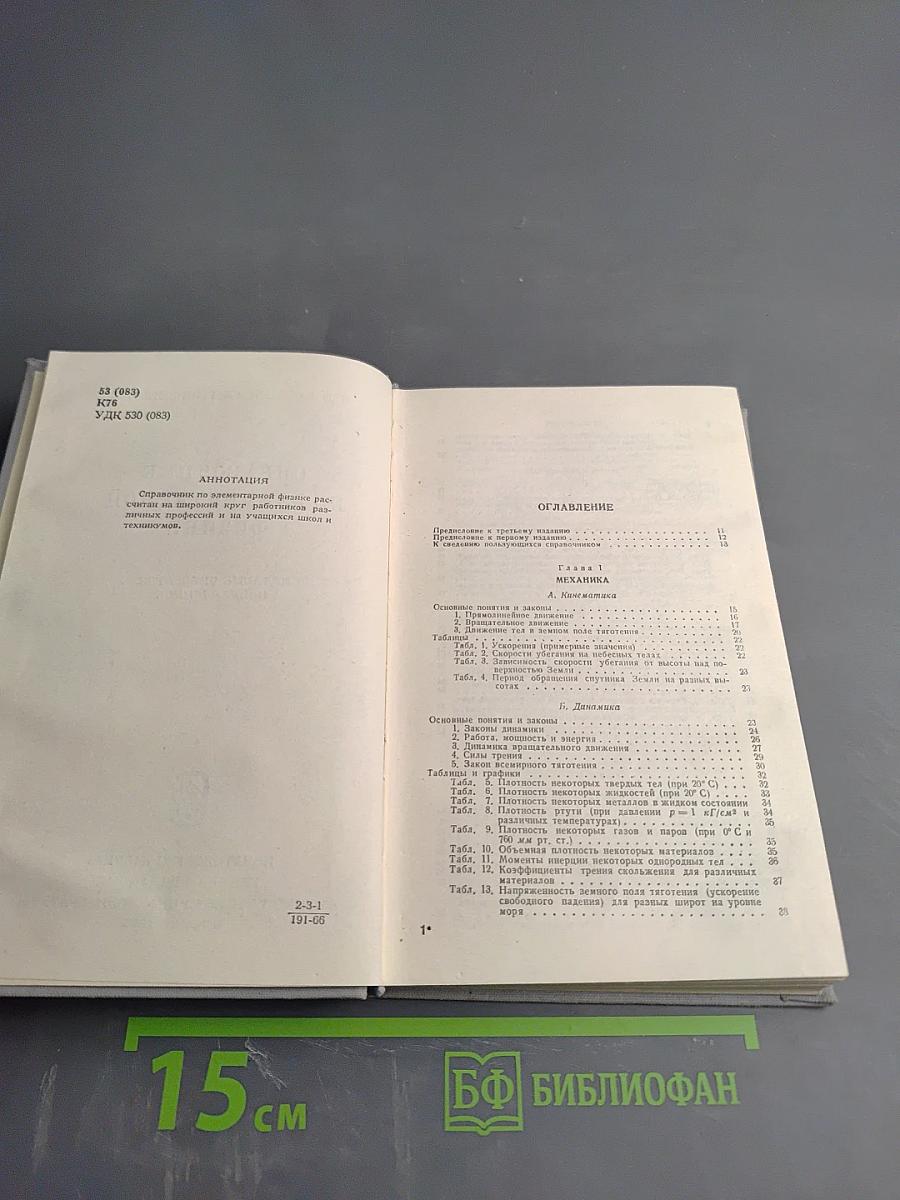 53 (083)
К76
УДК 530 (083)
АННОТАЦИЯ
Справочник по элементарной физике рас-
считан на широкий круг работников раз-
личных профессий и на учащихся школ и
техникумов.
2-3-1
191-66
ОГЛАВЛЕНИЕ
Предисловие к третьему изданию . . . . . . . . . . . . . . . . . . 11
Предисловие к первому изданию . . . . . . . . . . . . . . . . . . 12
К сведению пользующихся справочником . . . . . . . . . . . . 13
Глава I
МЕХАНИКА
А. Кинематика
Основные понятия и законы . . . . . . . . . . . . . . . . . . . . 15
1. Прямолинейное движение . . . . . . . . . . . . . . . . . . 16
2. Вращательное движение . . . . . . . . . . . . . . . . . . 17
3. Движение тел в земном поле тяготения . . . . . . . . . . 20
Таблицы . . . . . . . . . . . . . . . . . . . . . . . . . . . . . . 22
Табл. 1. Ускорения (примерные значения) . . . . . . . . . . 22
Табл. 2. Скорости убегания на небесных телах . . . . . . . 22
Табл. 3. Зависимость скорости убегания от высоты над по-
верхностью Земли . . . . . . . . . . . . . . . . . . 23
Табл. 4. Период обращения спутника Земли на разных вы-
сотах . . . . . . . . . . . . . . . . . . . . . . . . . 23
Б. Динамика
Основные понятия и законы . . . . . . . . . . . . . . . . . . . . 23
1. Законы динамики . . . . . . . . . . . . . . . . . . . . . . 24
2. Работа, мощность и энергия . . . . . . . . . . . . . . . . 26
3. Динамика вращательного движения . . . . . . . . . . . . 27
4. Силы трения . . . . . . . . . . . . . . . . . . . . . . . . 29
5. Закон всемирного тяготения . . . . . . . . . . . . . . . . 30
Таблицы и графики . . . . . . . . . . . . . . . . . . . . . . . . 32
Табл. 5. Плотность некоторых твердых тел (при 20° С) . . . 32
Табл. 6. Плотность некоторых жидкостей (при 20° С) . . . . 33
Табл. 7. Плотность некоторых металлов в жидком состоянии 34
Табл. 8. Плотность ртути (при давлении p = 1 кГ/см² и 34
различных температурах) . . . . . . . . . . . . . . . 35
Табл. 9. Плотность некоторых газов и паров (при 0° С и
760 мм рт. ст.) . . . . . . . . . . . . . . . . . . . . 35
Табл. 10. Объемная плотность некоторых материалов . . . . 35
Табл. 11. Моменты инерции некоторых однородных тел . . . 36
Табл. 12. Коэффициенты трения скольжения для различных
материалов . . . . . . . . . . . . . . . . . . . . . . 37
Табл. 13. Напряженность земного поля тяготения (ускорение
свободного падения) для разных широт на уровне
моря . . . . . . . . . . . . . . . . . . . . . . . . . 38
1*
15 см
БФ БИБЛИОФАН